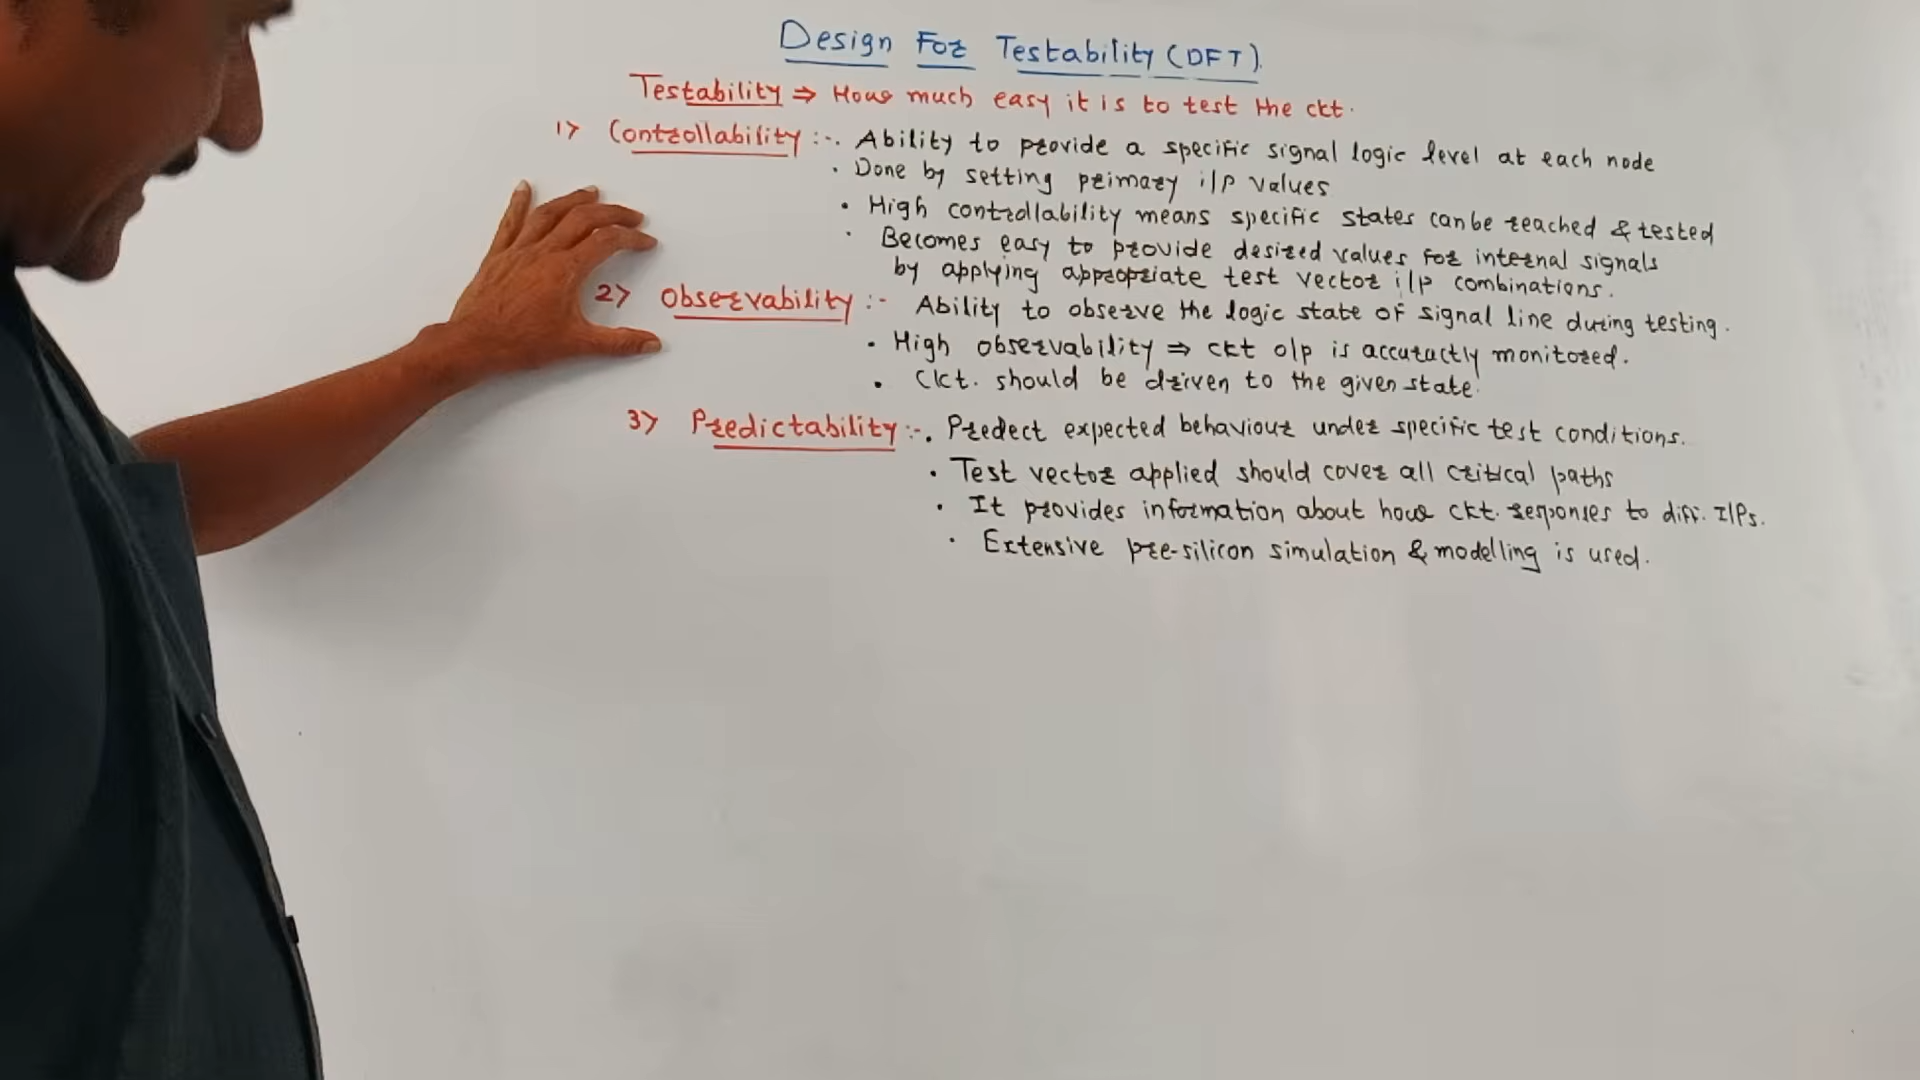 Design For Testability (DFT).
Testability ⇒ How much easy it is to test the ckt.
1> Controllability :-. Ability to provide a specific signal logic level at each node
· Done by setting primary i/p values
· High controllability means specific states can be reached & tested
· Becomes easy to provide desired values for internal signals
by applying appropriate test vector i/p combinations.
2> Observability :- Ability to observe the logic state of signal line during testing.
· High observability ⇒ ckt o/p is accuractly monitored.
· Ckt. should be driven to the given state.
3> Predictability :-. Predect expected behaviour under specific test conditions.
· Test vector applied should cover all critical paths
· It provides information about how ckt. responses to diff. I/Ps.
· Extensive pre-silicon simulation & modelling is used.